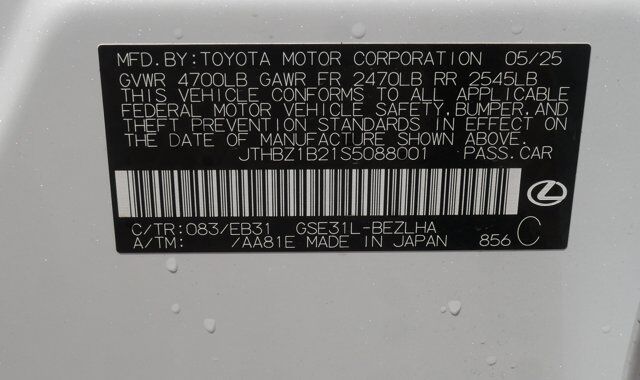 MFD.BY:TOYOTA MOTOR CORPORATION 05/25
GVWR 4700LB GAWR FR 2470LB RR 2545LB
THIS VEHICLE CONFORMS TO ALL APPLICABLE
FEDERAL MOTOR VEHICLE SAFETY,BUMPER,AND
THEFT PREVENTION STANDARDS IN EFFECT ON
THE DATE OF MANUFACTURE SHOWN ABOVE.
JTHBZ1B21S5088001 PASS.CAR
C/TR:083/EB31 GSE31L-BEZLHA
A/TM: /AA81E MADE IN JAPAN 856 C